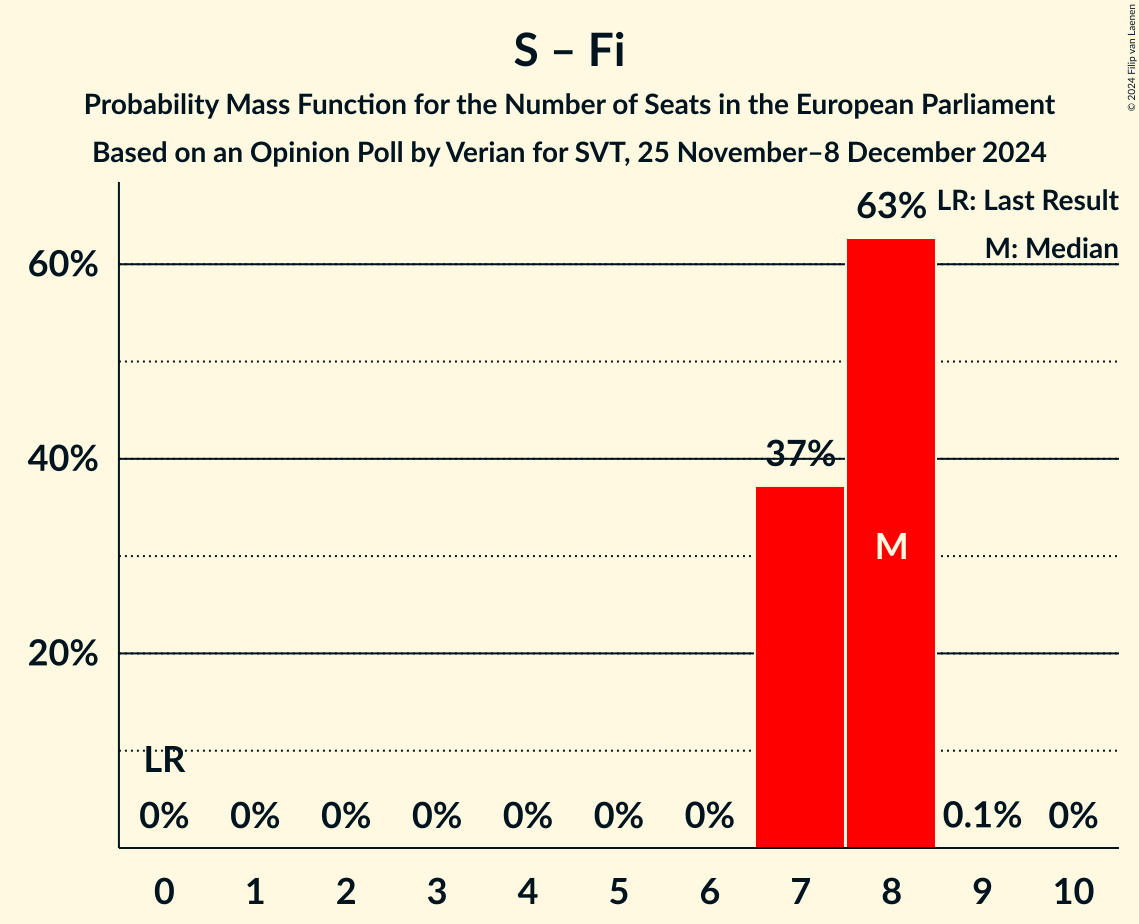 S – Fi
Probability Mass Function for the Number of Seats in the European Parliament
Based on an Opinion Poll by Verian for SVT, 25 November–8 December 2024
© 2024 Filip van Laenen
LR: Last Result
M: Median
63%
60%
40%
37%
M
20%
LR
0% 0% 0% 0% 0% 0% 0% 0.1% 0%
0 1 2 3 4 5 6 7 8 9 10